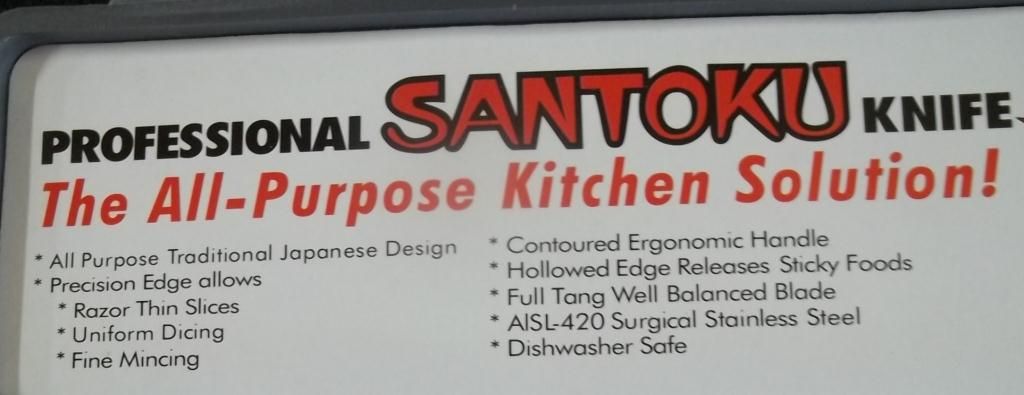 PROFESSIONAL SANTOKU KNIFE
The All-Purpose Kitchen Solution!
* All Purpose Traditional Japanese Design
* Precision Edge allows
* Razor Thin Slices
* Uniform Dicing
* Fine Mincing
* Contoured Ergonomic Handle
* Hollowed Edge Releases Sticky Foods
* Full Tang Well Balanced Blade
* AISL-420 Surgical Stainless Steel
* Dishwasher Safe